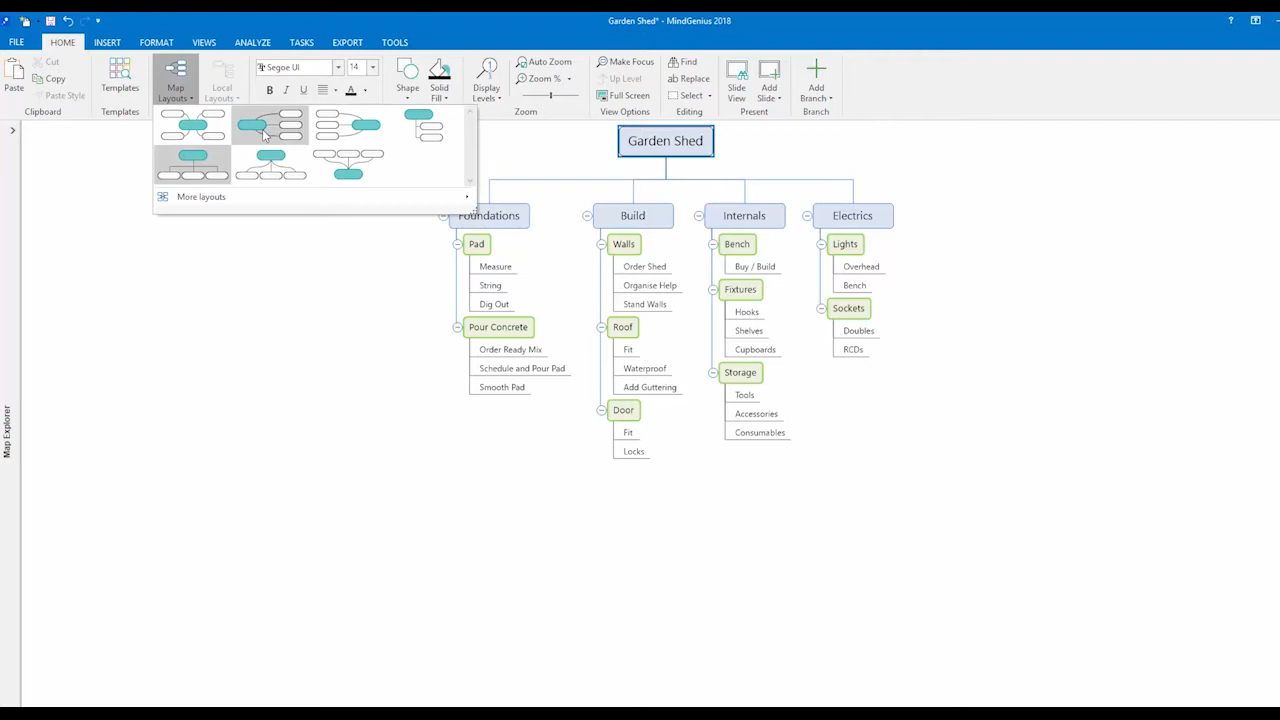 Garden Shed* - MindGenius 2018
FILE HOME INSERT FORMAT VIEWS ANALYZE TASKS EXPORT TOOLS
Paste
Cut
Copy
Paste Style
Clipboard
Templates
Templates
Map Layouts
Local Layouts
Segoe UI 14
B I U A
Shape
Solid Fill
Display Levels
Auto Zoom
Zoom %
Zoom
Make Focus
Up Level
Full Screen
View Options
Find
Replace
Select
Editing
Slide View
Add Slide
Present
Add Branch
Branch
More layouts
Map Explorer
Garden Shed
Foundations
Pad
Measure
String
Dig Out
Pour Concrete
Order Ready Mix
Schedule and Pour Pad
Smooth Pad
Build
Walls
Order Shed
Organise Help
Stand Walls
Roof
Fit
Waterproof
Add Guttering
Door
Fit
Locks
Internals
Bench
Buy / Build
Fixtures
Hooks
Shelves
Cupboards
Storage
Tools
Accessories
Consumables
Electrics
Lights
Overhead
Bench
Sockets
Doubles
RCDs